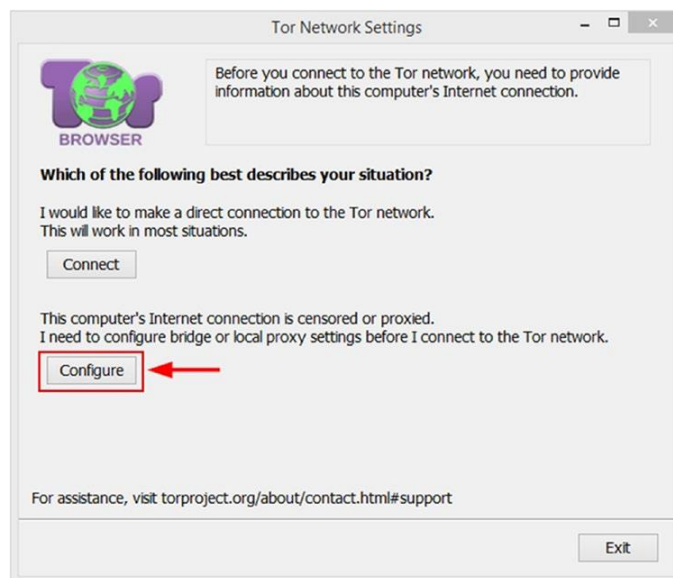 Tor Network Settings
Tor
BROWSER
Before you connect to the Tor network, you need to provide
information about this computer's Internet connection.
Which of the following best describes your situation?
I would like to make a direct connection to the Tor network.
This will work in most situations.
Connect
This computer's Internet connection is censored or proxied.
I need to configure bridge or local proxy settings before I connect to the Tor network.
Configure
For assistance, visit torproject.org/about/contact.html#support
Exit